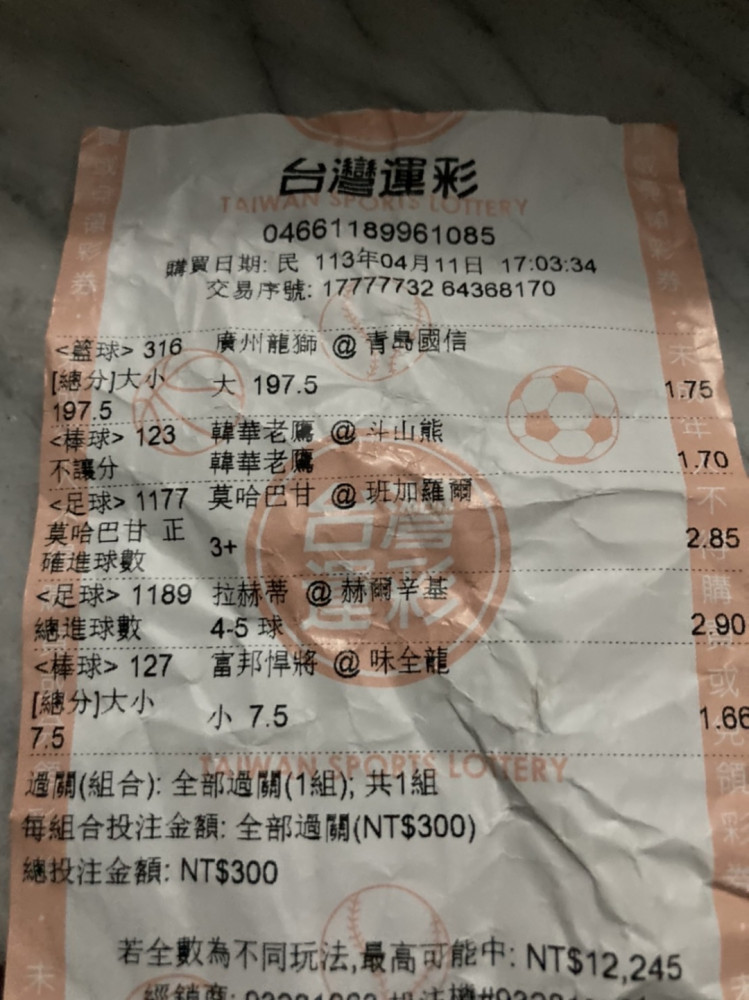 台灣運彩
TAIWAN SPORTS LOTTERY
04661189961085
購買日期: 民 113年04月11日 17:03:34
交易序號: 17777732 64368170
<籃球> 316 廣州龍獅 @ 青島國信
[總分]大小 大 197.5 1.75
197.5
<棒球> 123 韓華老鷹 @ 斗山熊
不讓分 韓華老鷹 1.70
<足球> 1177 莫哈巴甘 @ 班加羅爾
莫哈巴甘 正 3+ 2.85
確進球數
<足球> 1189 拉赫蒂 @ 赫爾辛基
總進球數 4-5 球 2.90
<棒球> 127 富邦悍將 @ 味全龍
[總分]大小 小 7.5 1.66
7.5
台灣
運彩
TAIWAN SPORTS LOTTERY
過關(組合): 全部過關(1組); 共1組
每組合投注金額: 全部過關(NT$300)
總投注金額: NT$300
若全數為不同玩法,最高可能中: NT$12,245
經銷商: